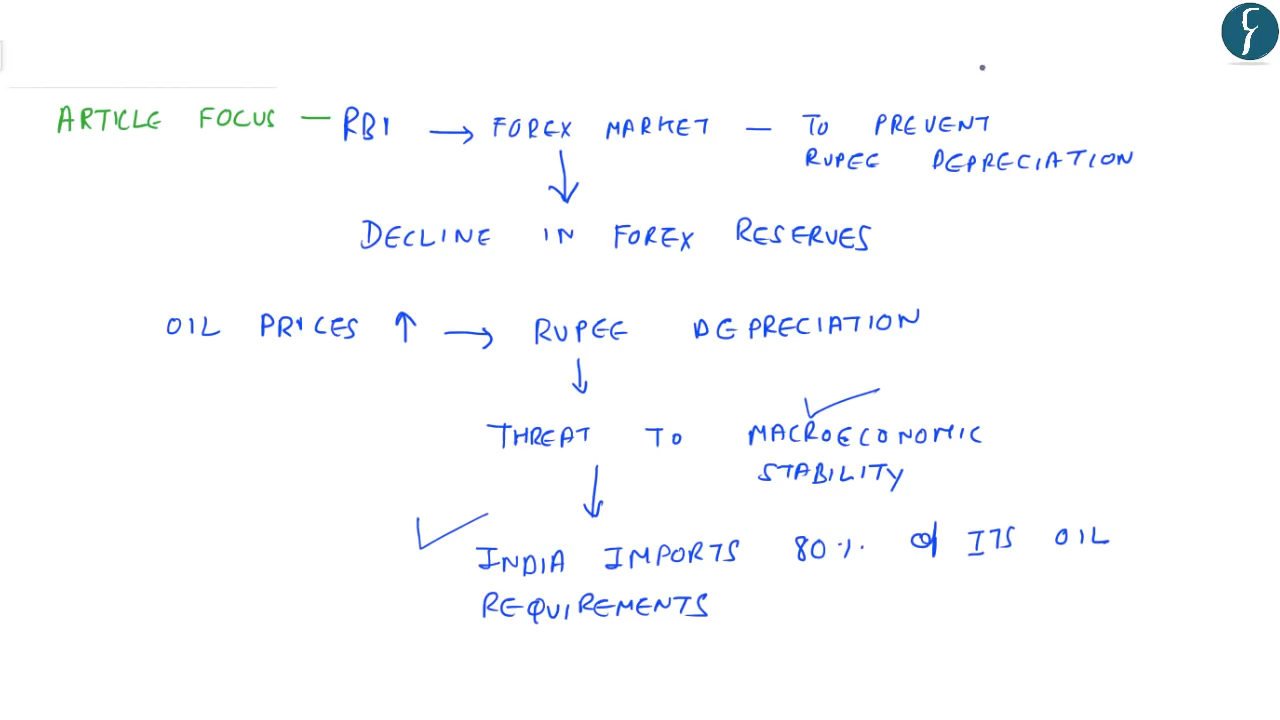 ARTICLE FOCUS — RBI → FOREX MARKET — TO PREVENT
RUPEE DEPRECIATION
↓
DECLINE IN FOREX RESERVES
OIL PRICES ↑ → RUPEE DEPRECIATION
↓
THREAT TO MACROECONOMIC
STABILITY
↓
INDIA IMPORTS 80% of ITS OIL
REQUIREMENTS